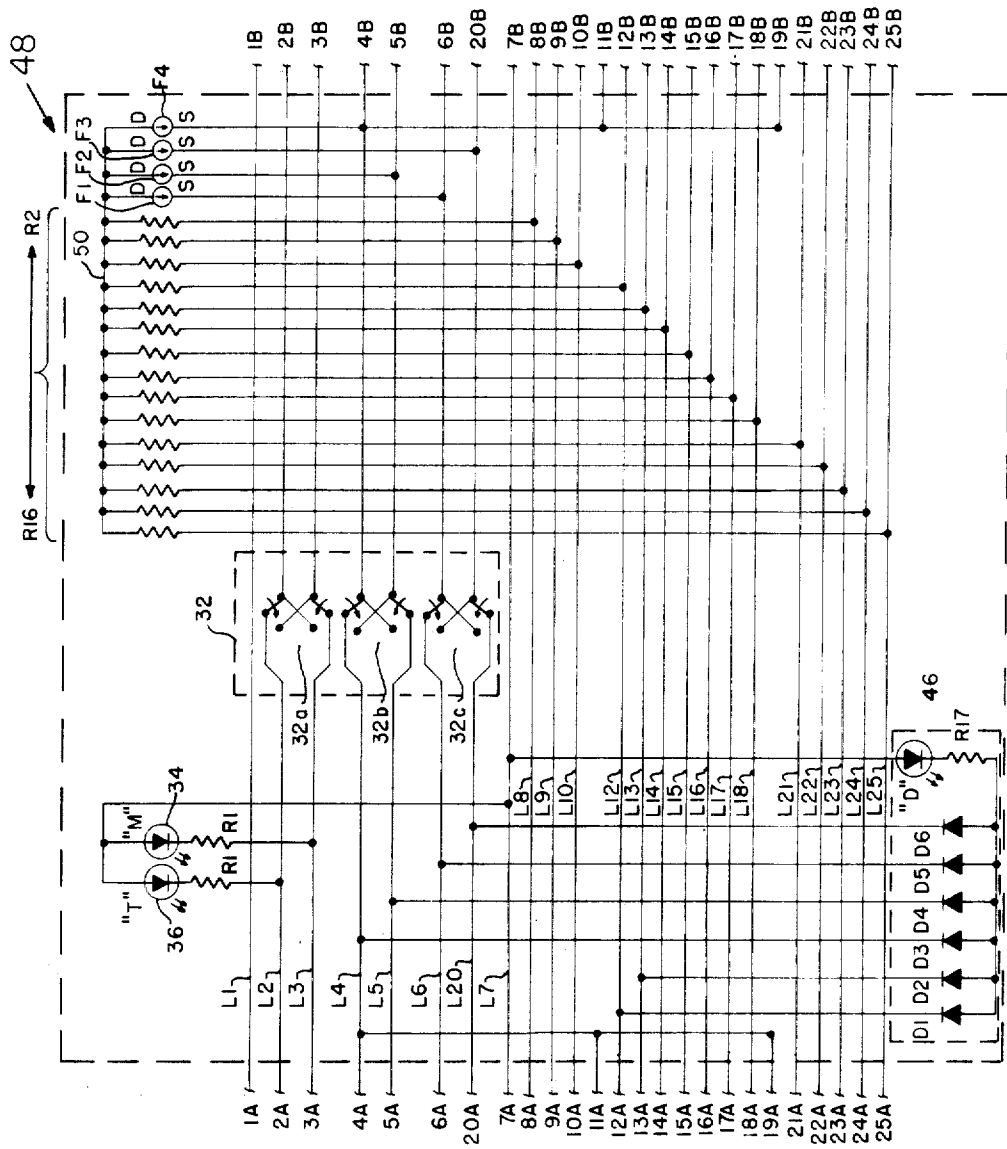 48
R16 R2
50
F1 F2 F3
F4
D D D D
S S S S
"T" "M"
36 34
R1 R1
32
32a
32b
32c
L1
L2
L3
L4
L5
L6
L20
L7
L8
L9
L10
L12
L13
L14
L15
L16
L17
L18
L21
L22
L23
L24
L25
1A
2A
3A
4A
5A
6A
20A
7A
8A
9A
10A
11A
12A
13A
14A
15A
16A
17A
18A
19A
21A
22A
23A
24A
25A
1B
2B
3B
4B
5B
6B
20B
7B
8B
9B
10B
11B
12B
13B
14B
15B
16B
17B
18B
19B
21B
22B
23B
24B
25B
D1 D2 D3 D4 D5 D6
"D"
46
R17